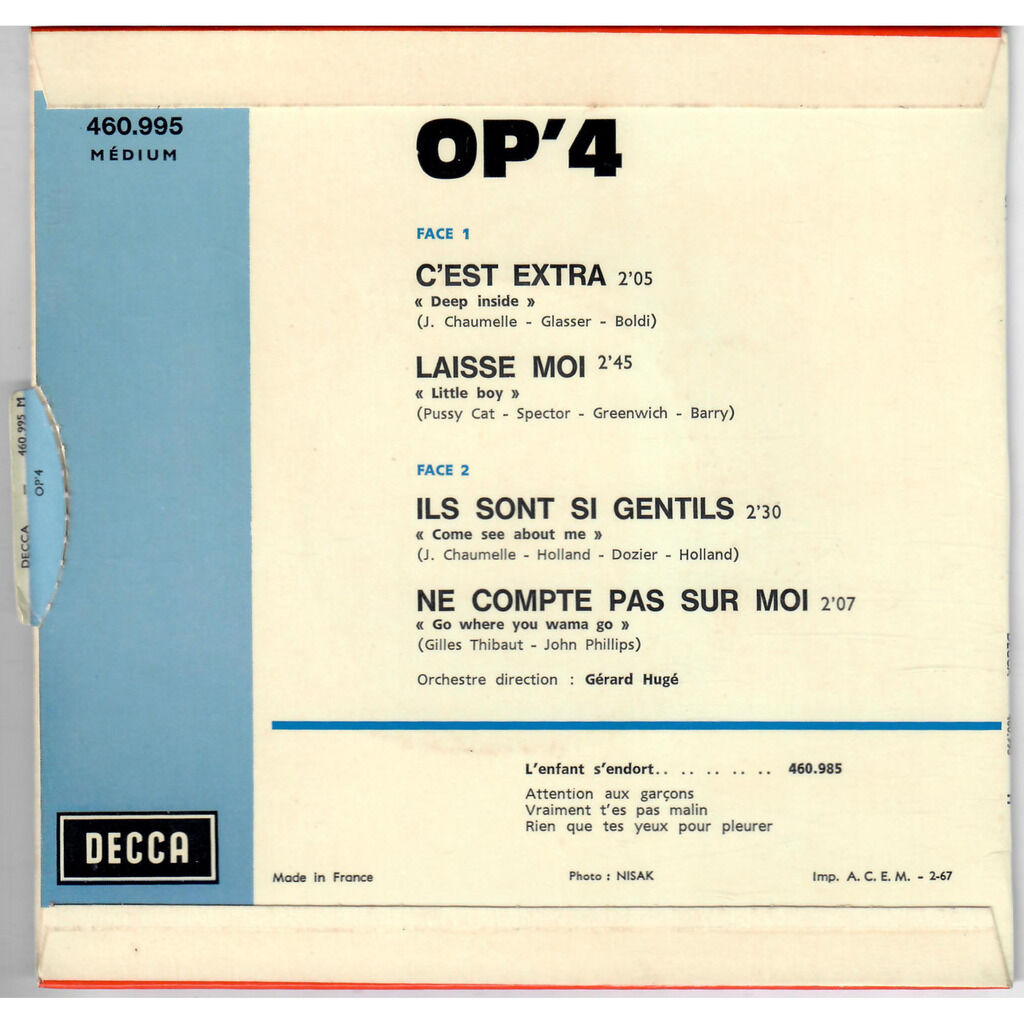 460.995
MÉDIUM
OP'4
FACE 1
C'EST EXTRA 2'05
« Deep inside »
(J. Chaumelle - Glasser - Boldi)
LAISSE MOI 2'45
« Little boy »
(Pussy Cat - Spector - Greenwich - Barry)
FACE 2
ILS SONT SI GENTILS 2'30
« Come see about me »
(J. Chaumelle - Holland - Dozier - Holland)
NE COMPTE PAS SUR MOI 2'07
« Go where you wama go »
(Gilles Thibaut - John Phillips)
Orchestre direction : Gérard Hugé
L'enfant s'endort.. .. .. .. .. .. 460.985
Attention aux garçons
Vraiment t'es pas malin
Rien que tes yeux pour pleurer
DECCA
Made in France
Photo : NISAK
Imp. A. C. E. M. - 2-67
DECCA — 460.995 M
OP'4